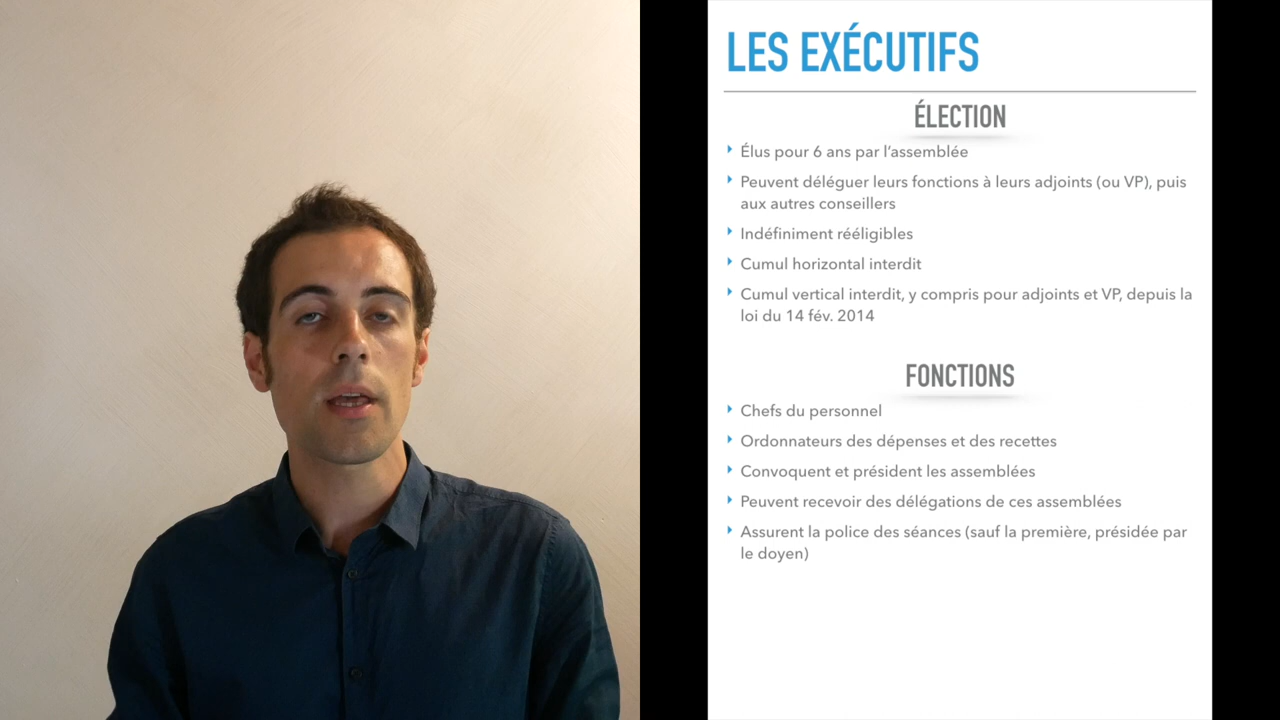 LES EXÉCUTIFS
ÉLECTION
Élus pour 6 ans par l’assemblée
Peuvent déléguer leurs fonctions à leurs adjoints (ou VP), puis
aux autres conseillers
Indéfiniment rééligibles
Cumul horizontal interdit
Cumul vertical interdit, y compris pour adjoints et VP, depuis la
loi du 14 fév. 2014
FONCTIONS
Chefs du personnel
Ordonnateurs des dépenses et des recettes
Convoquent et président les assemblées
Peuvent recevoir des délégations de ces assemblées
Assurent la police des séances (sauf la première, présidée par
le doyen)